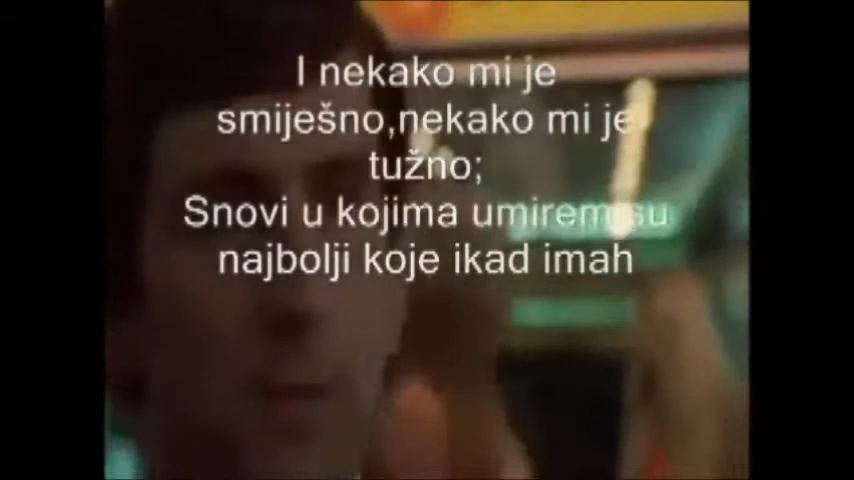 I nekako mi je
smiješno,nekako mi je
tužno;
Snovi u kojima umirem su
najbolji koje ikad imah